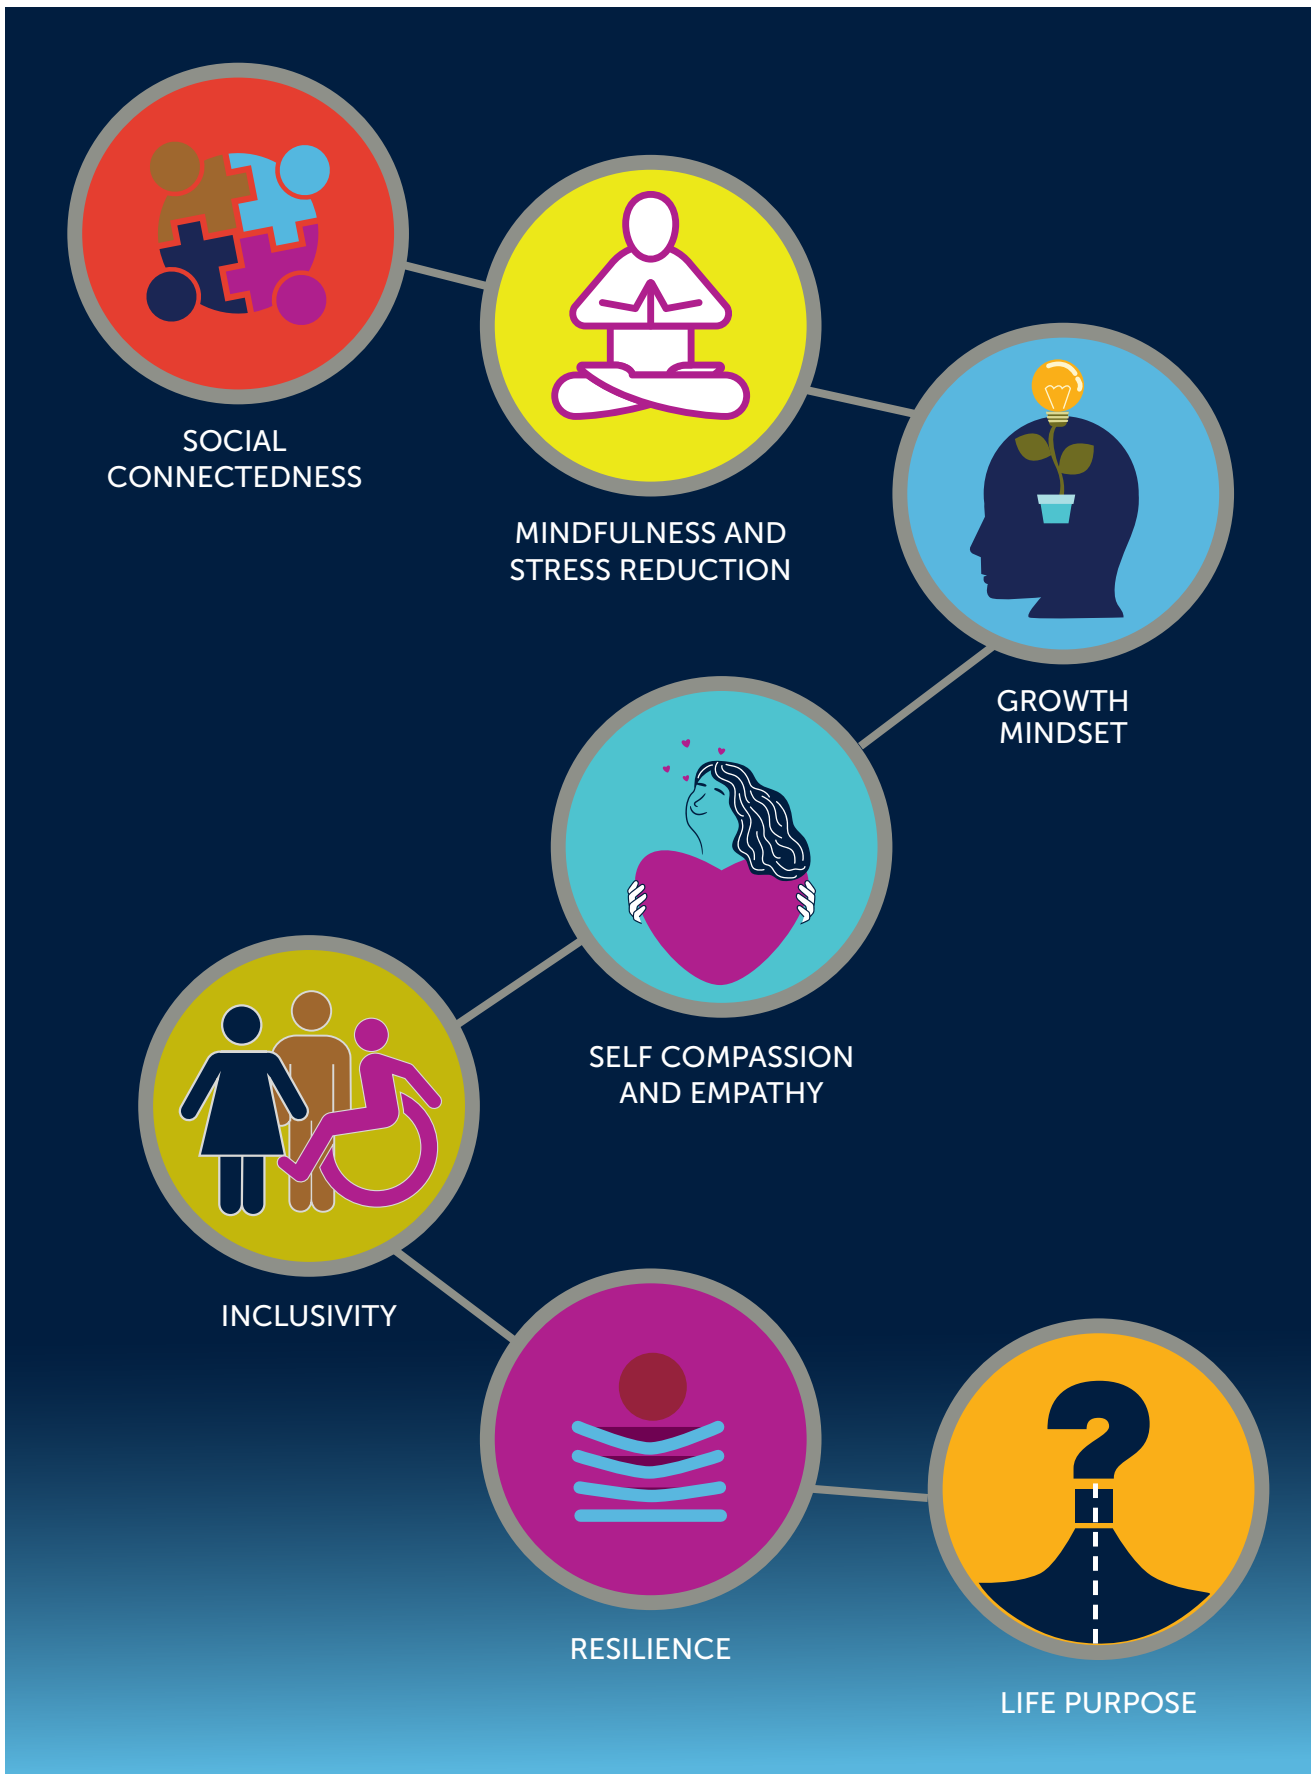 SOCIAL
CONNECTEDNESS
MINDFULNESS AND
STRESS REDUCTION
GROWTH
MINDSET
SELF COMPASSION
AND EMPATHY
INCLUSIVITY
RESILIENCE
LIFE PURPOSE